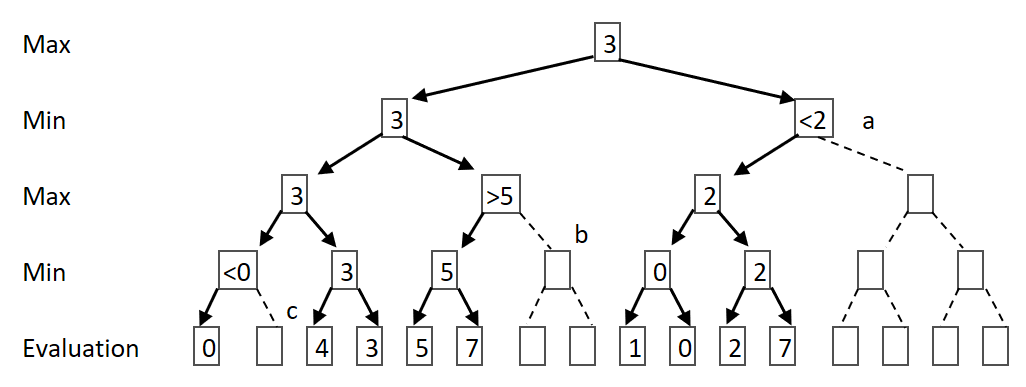 Max 3
Min 3 <2 a
Max 3 >5 2
b
Min <0 3 5 0 2
c
Evaluation 0 4 3 5 7 1 0 2 7